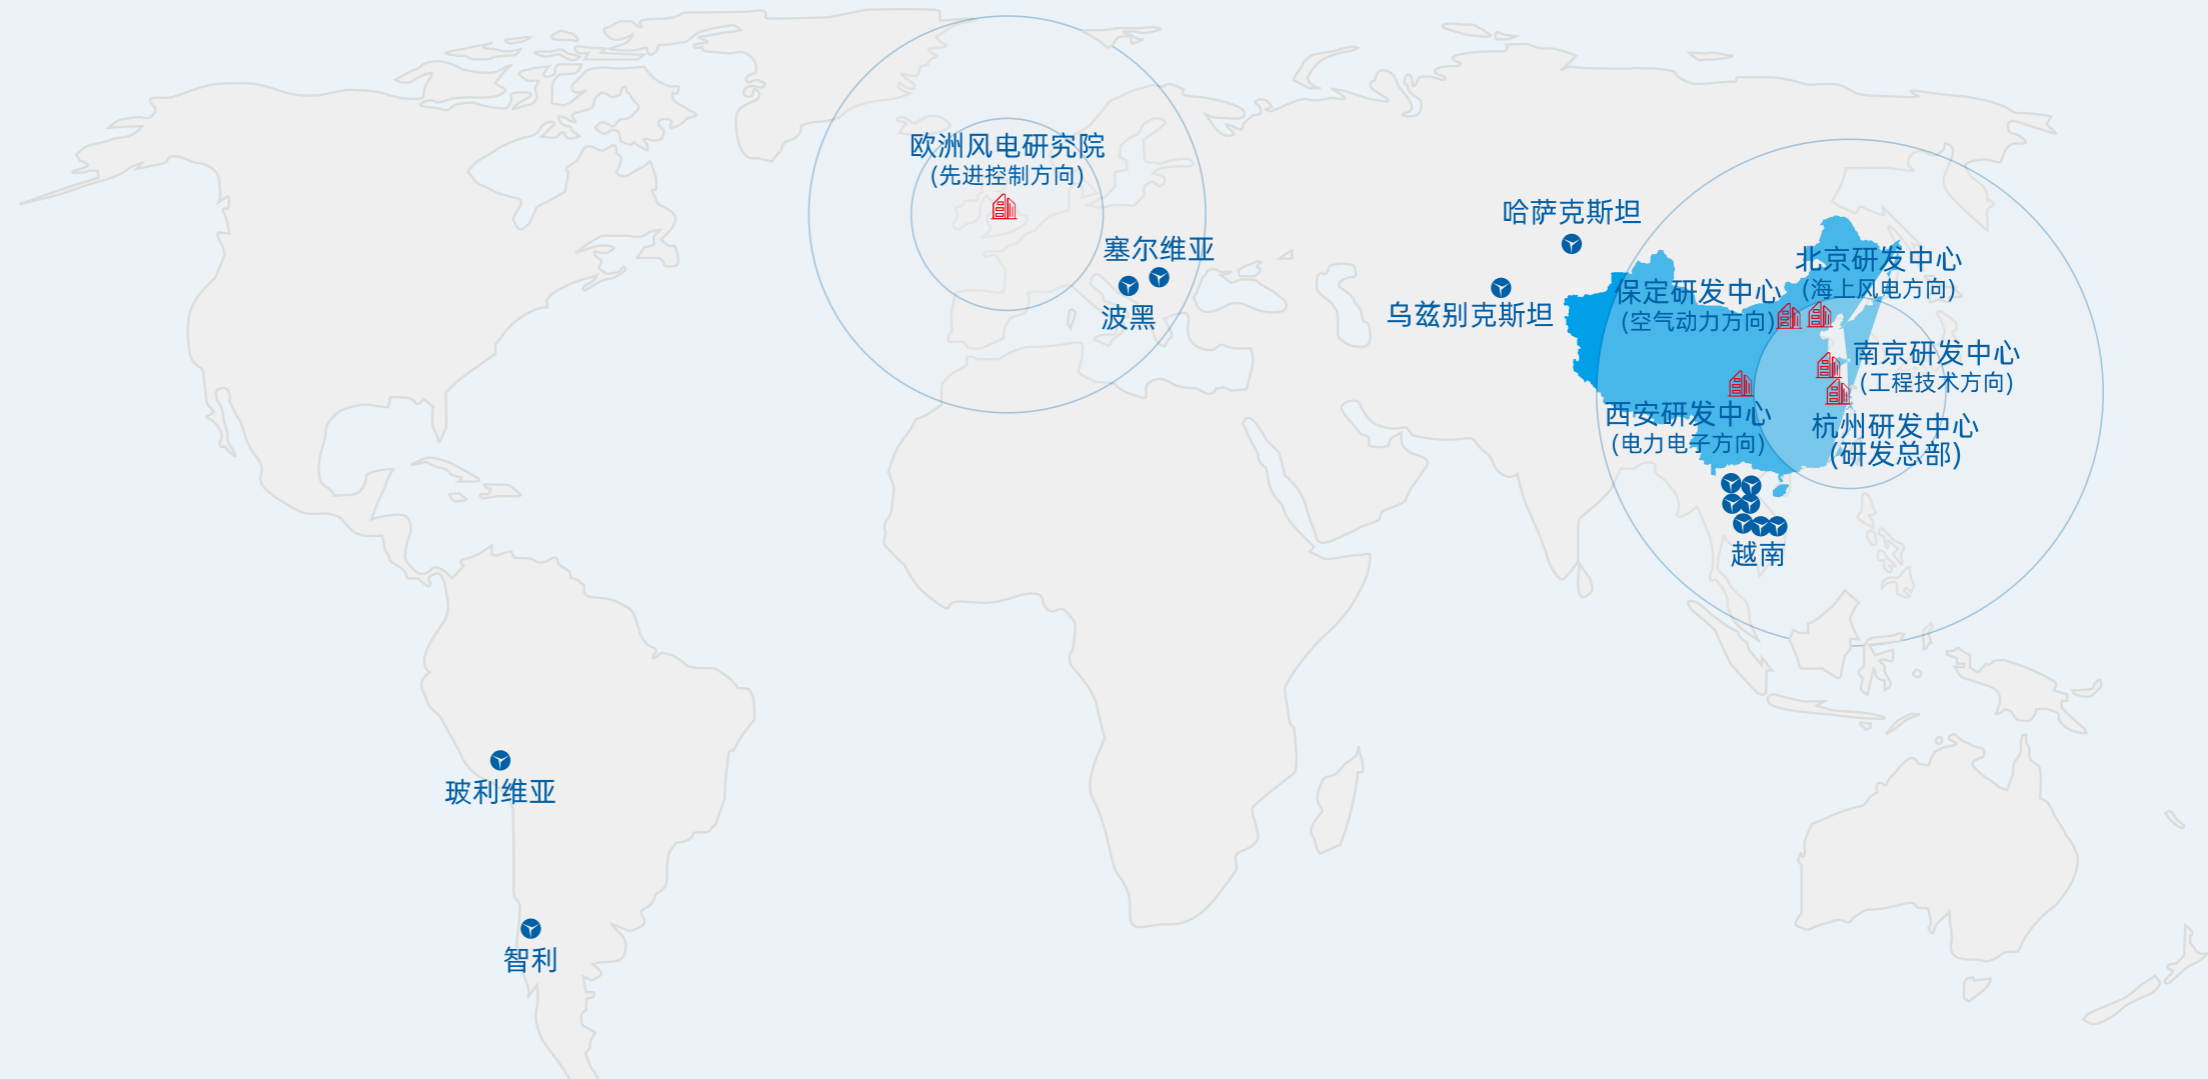 欧洲风电研究院
(先进控制方向)
塞尔维亚
波黑
哈萨克斯坦
乌兹别克斯坦
北京研发中心
(海上风电方向)
保定研发中心
(空气动力方向)
南京研发中心
(工程技术方向)
西安研发中心
(电力电子方向)
杭州研发中心
(研发总部)
越南
玻利维亚
智利